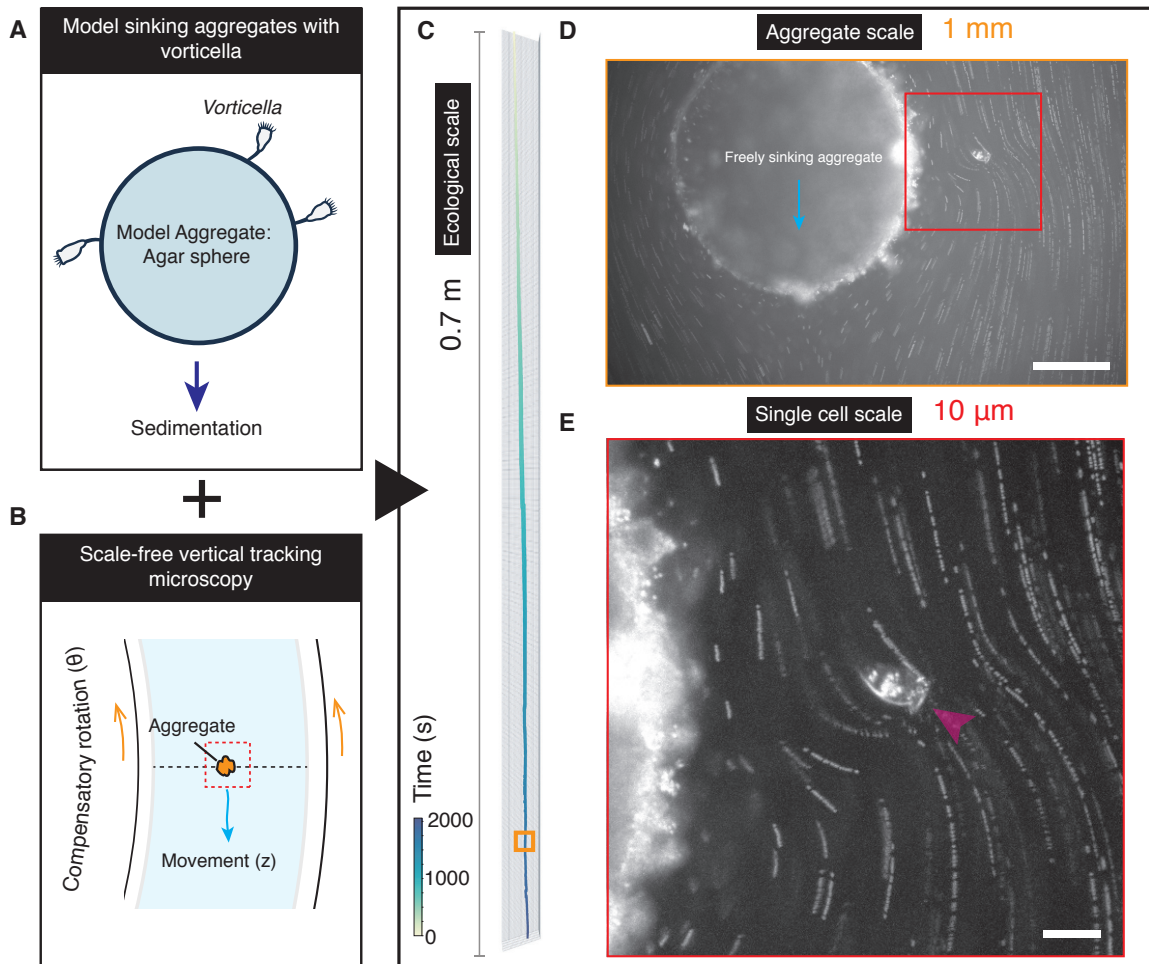 A
Model sinking aggregates with
vorticella
Vorticella
Model Aggregate:
Agar sphere
Sedimentation
+
B
Scale-free vertical tracking
microscopy
Compensatory rotation (θ)
Aggregate
Movement (z)
C
Ecological scale
0.7 m
Time (s)
2000
1000
0
D
Aggregate scale 1 mm
Freely sinking aggregate
E
Single cell scale 10 μm